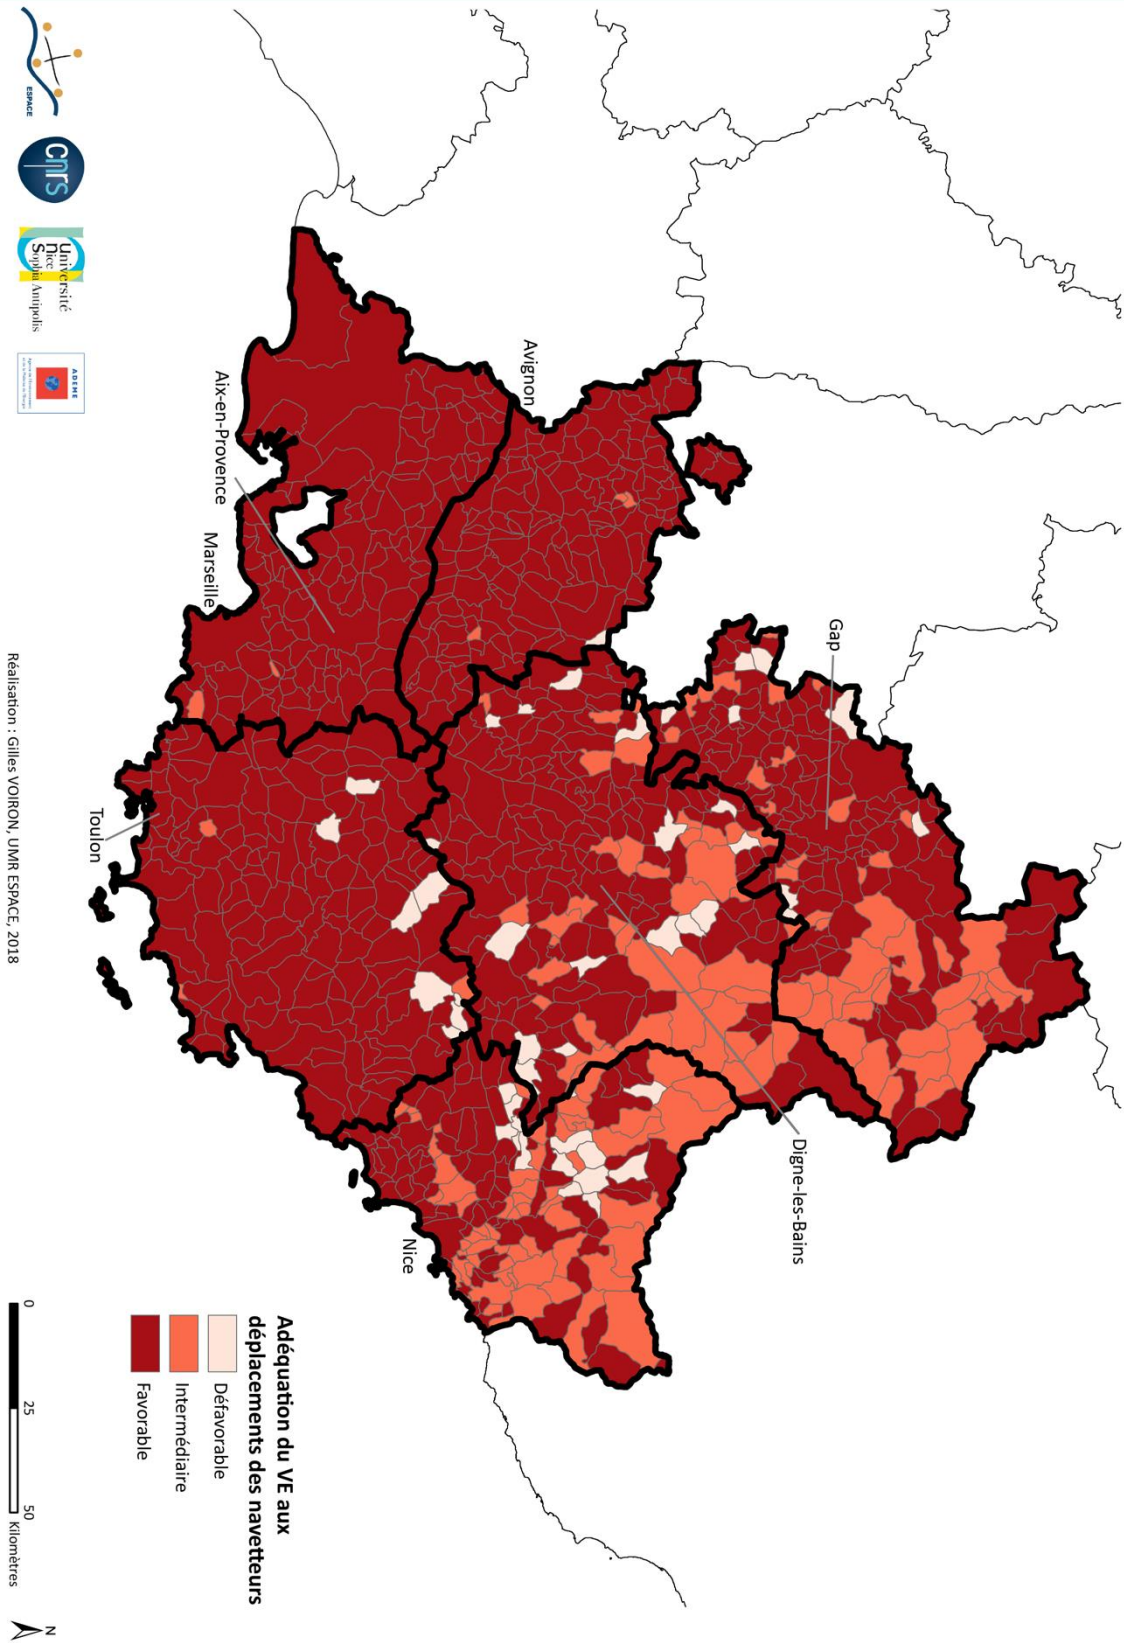 Gap
Avignon
Digne-les-Bains
Aix-en-Provence
Marseille
Nice
Toulon
Adéquation du VE aux
déplacements des navetteurs
Défavorable
Intermédiaire
Favorable
0 25 50 Kilomètres
N
ESPACE
cnrs
Université
Nice
Sophia Antipolis
ADEME
Réalisation : Gilles VOIRON, UMR ESPACE, 2018